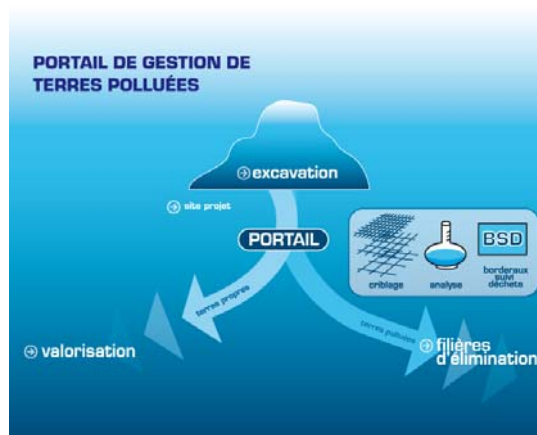 PORTAIL DE GESTION DE
TERRES POLLUÉES
excavation
site projet
PORTAIL
BSD
criblage
analyse
borderaux
suivi
déchets
terres propres
terres polluées
valorisation
filières
d'élimination